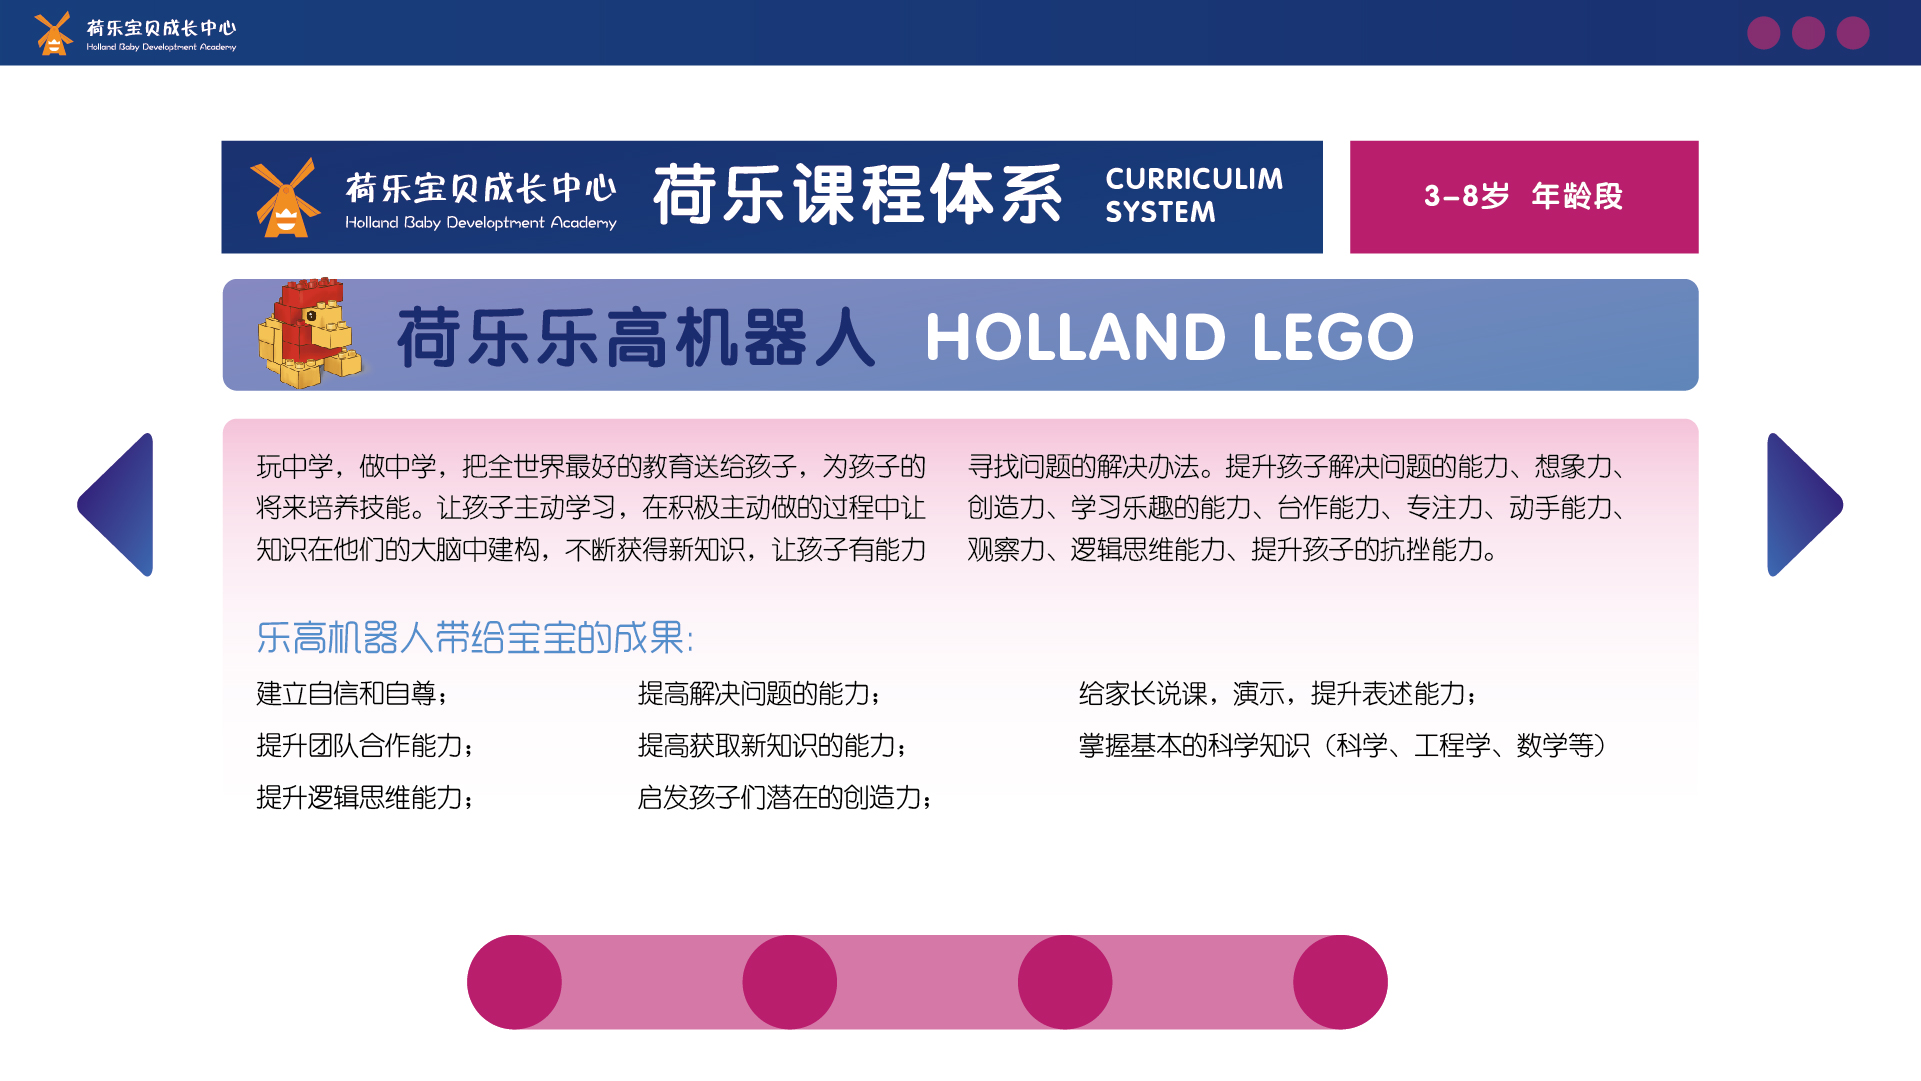 荷乐宝贝成长中心
Holland Baby Developtment Academy
荷乐宝贝成长中心
Holland Baby Developtment Academy
荷乐课程体系
CURRICULIM
SYSTEM
3-8岁 年龄段
荷乐乐高机器人 HOLLAND LEGO
玩中学，做中学，把全世界最好的教育送给孩子，为孩子的
将来培养技能。让孩子主动学习，在积极主动做的过程中让
知识在他们的大脑中建构，不断获得新知识，让孩子有能力
寻找问题的解决办法。提升孩子解决问题的能力、想象力、
创造力、学习乐趣的能力、台作能力、专注力、动手能力、
观察力、逻辑思维能力、提升孩子的抗挫能力。
乐高机器人带给宝宝的成果:
建立自信和自尊；
提升团队合作能力；
提升逻辑思维能力；
提高解决问题的能力；
提高获取新知识的能力；
启发孩子们潜在的创造力；
给家长说课，演示，提升表述能力；
掌握基本的科学知识（科学、工程学、数学等）